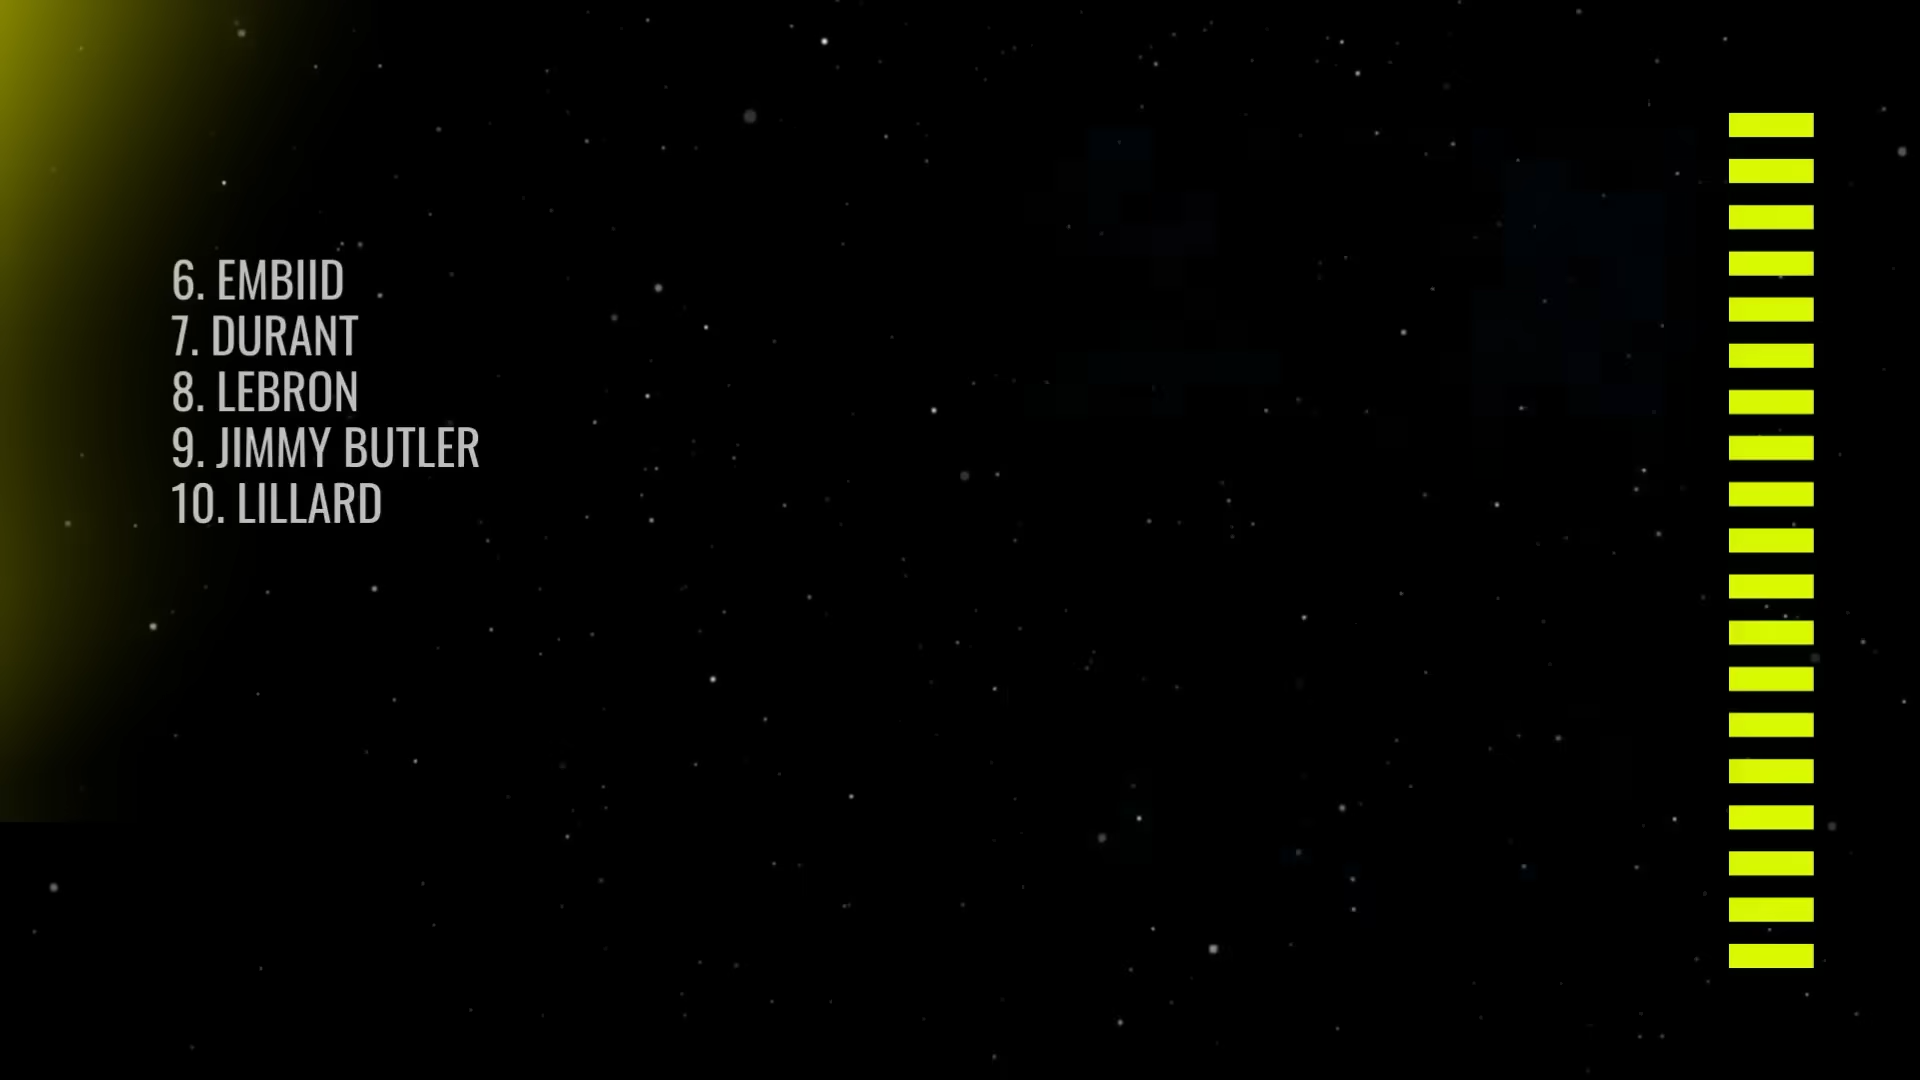 6. EMBIID
7. DURANT
8. LEBRON
9. JIMMY BUTLER
10. LILLARD